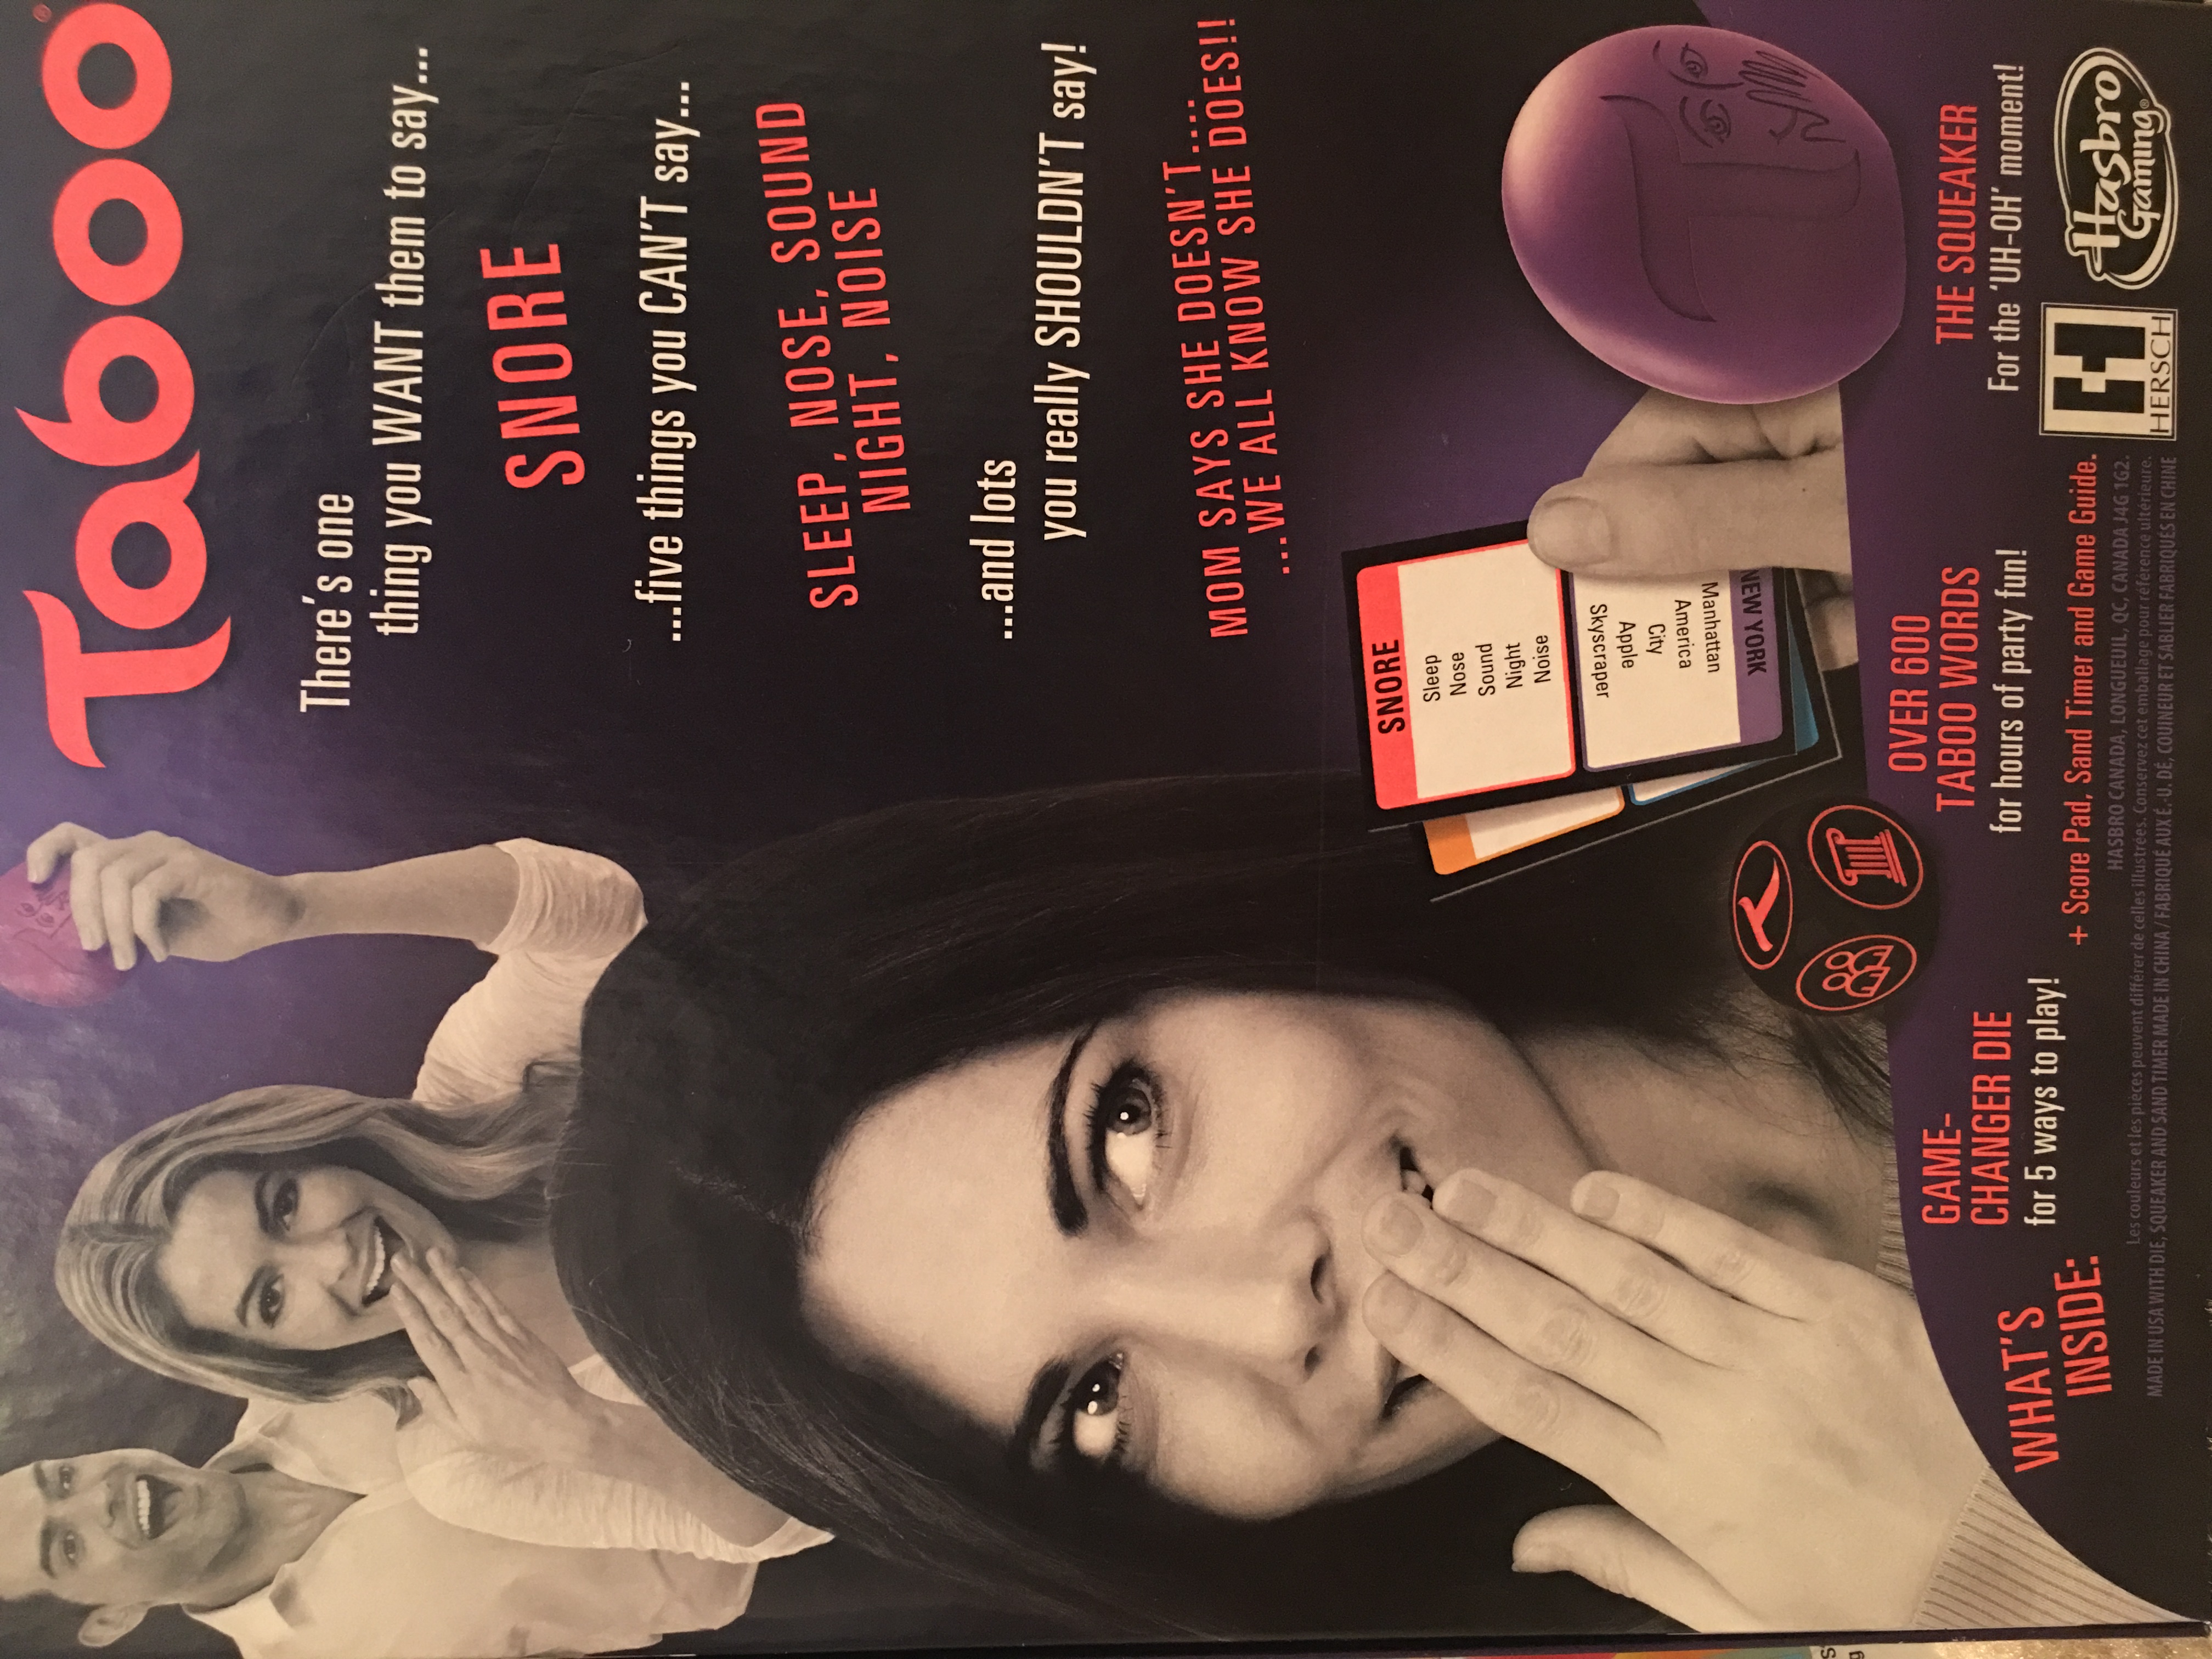 Taboo®
There's one
thing you WANT them to say...
SNORE
...five things you CAN'T say...
SLEEP, NOSE, SOUND
NIGHT, NOISE
...and lots
you really SHOULDN'T say!
MOM SAYS SHE DOESN'T.....
...WE ALL KNOW SHE DOES!!
SNORE
Sleep
Nose
Sound
Night
Noise
NEW YORK
Manhattan
America
City
Apple
Skyscraper
WHAT'S
INSIDE:
GAME-
CHANGER DIE
for 5 ways to play!
OVER 600
TABOO WORDS
for hours of party fun!
THE SQUEAKER
For the 'UH-OH' moment!
+ Score Pad, Sand Timer and Game Guide.
HASBRO CANADA, LONGUEUIL, QC, CANADA J4G 1G2.
Les couleurs et les pièces peuvent différer de celles illustrées. Conservez cet emballage pour référence ultérieure.
MADE IN USA WITH DIE, SQUEAKER AND SAND TIMER MADE IN CHINA / FABRIQUÉ AUX É.-U. DÉ, COUINEUR ET SABLIER FABRIQUÉS EN CHINE
HERSCH
Hasbro
Gaming®